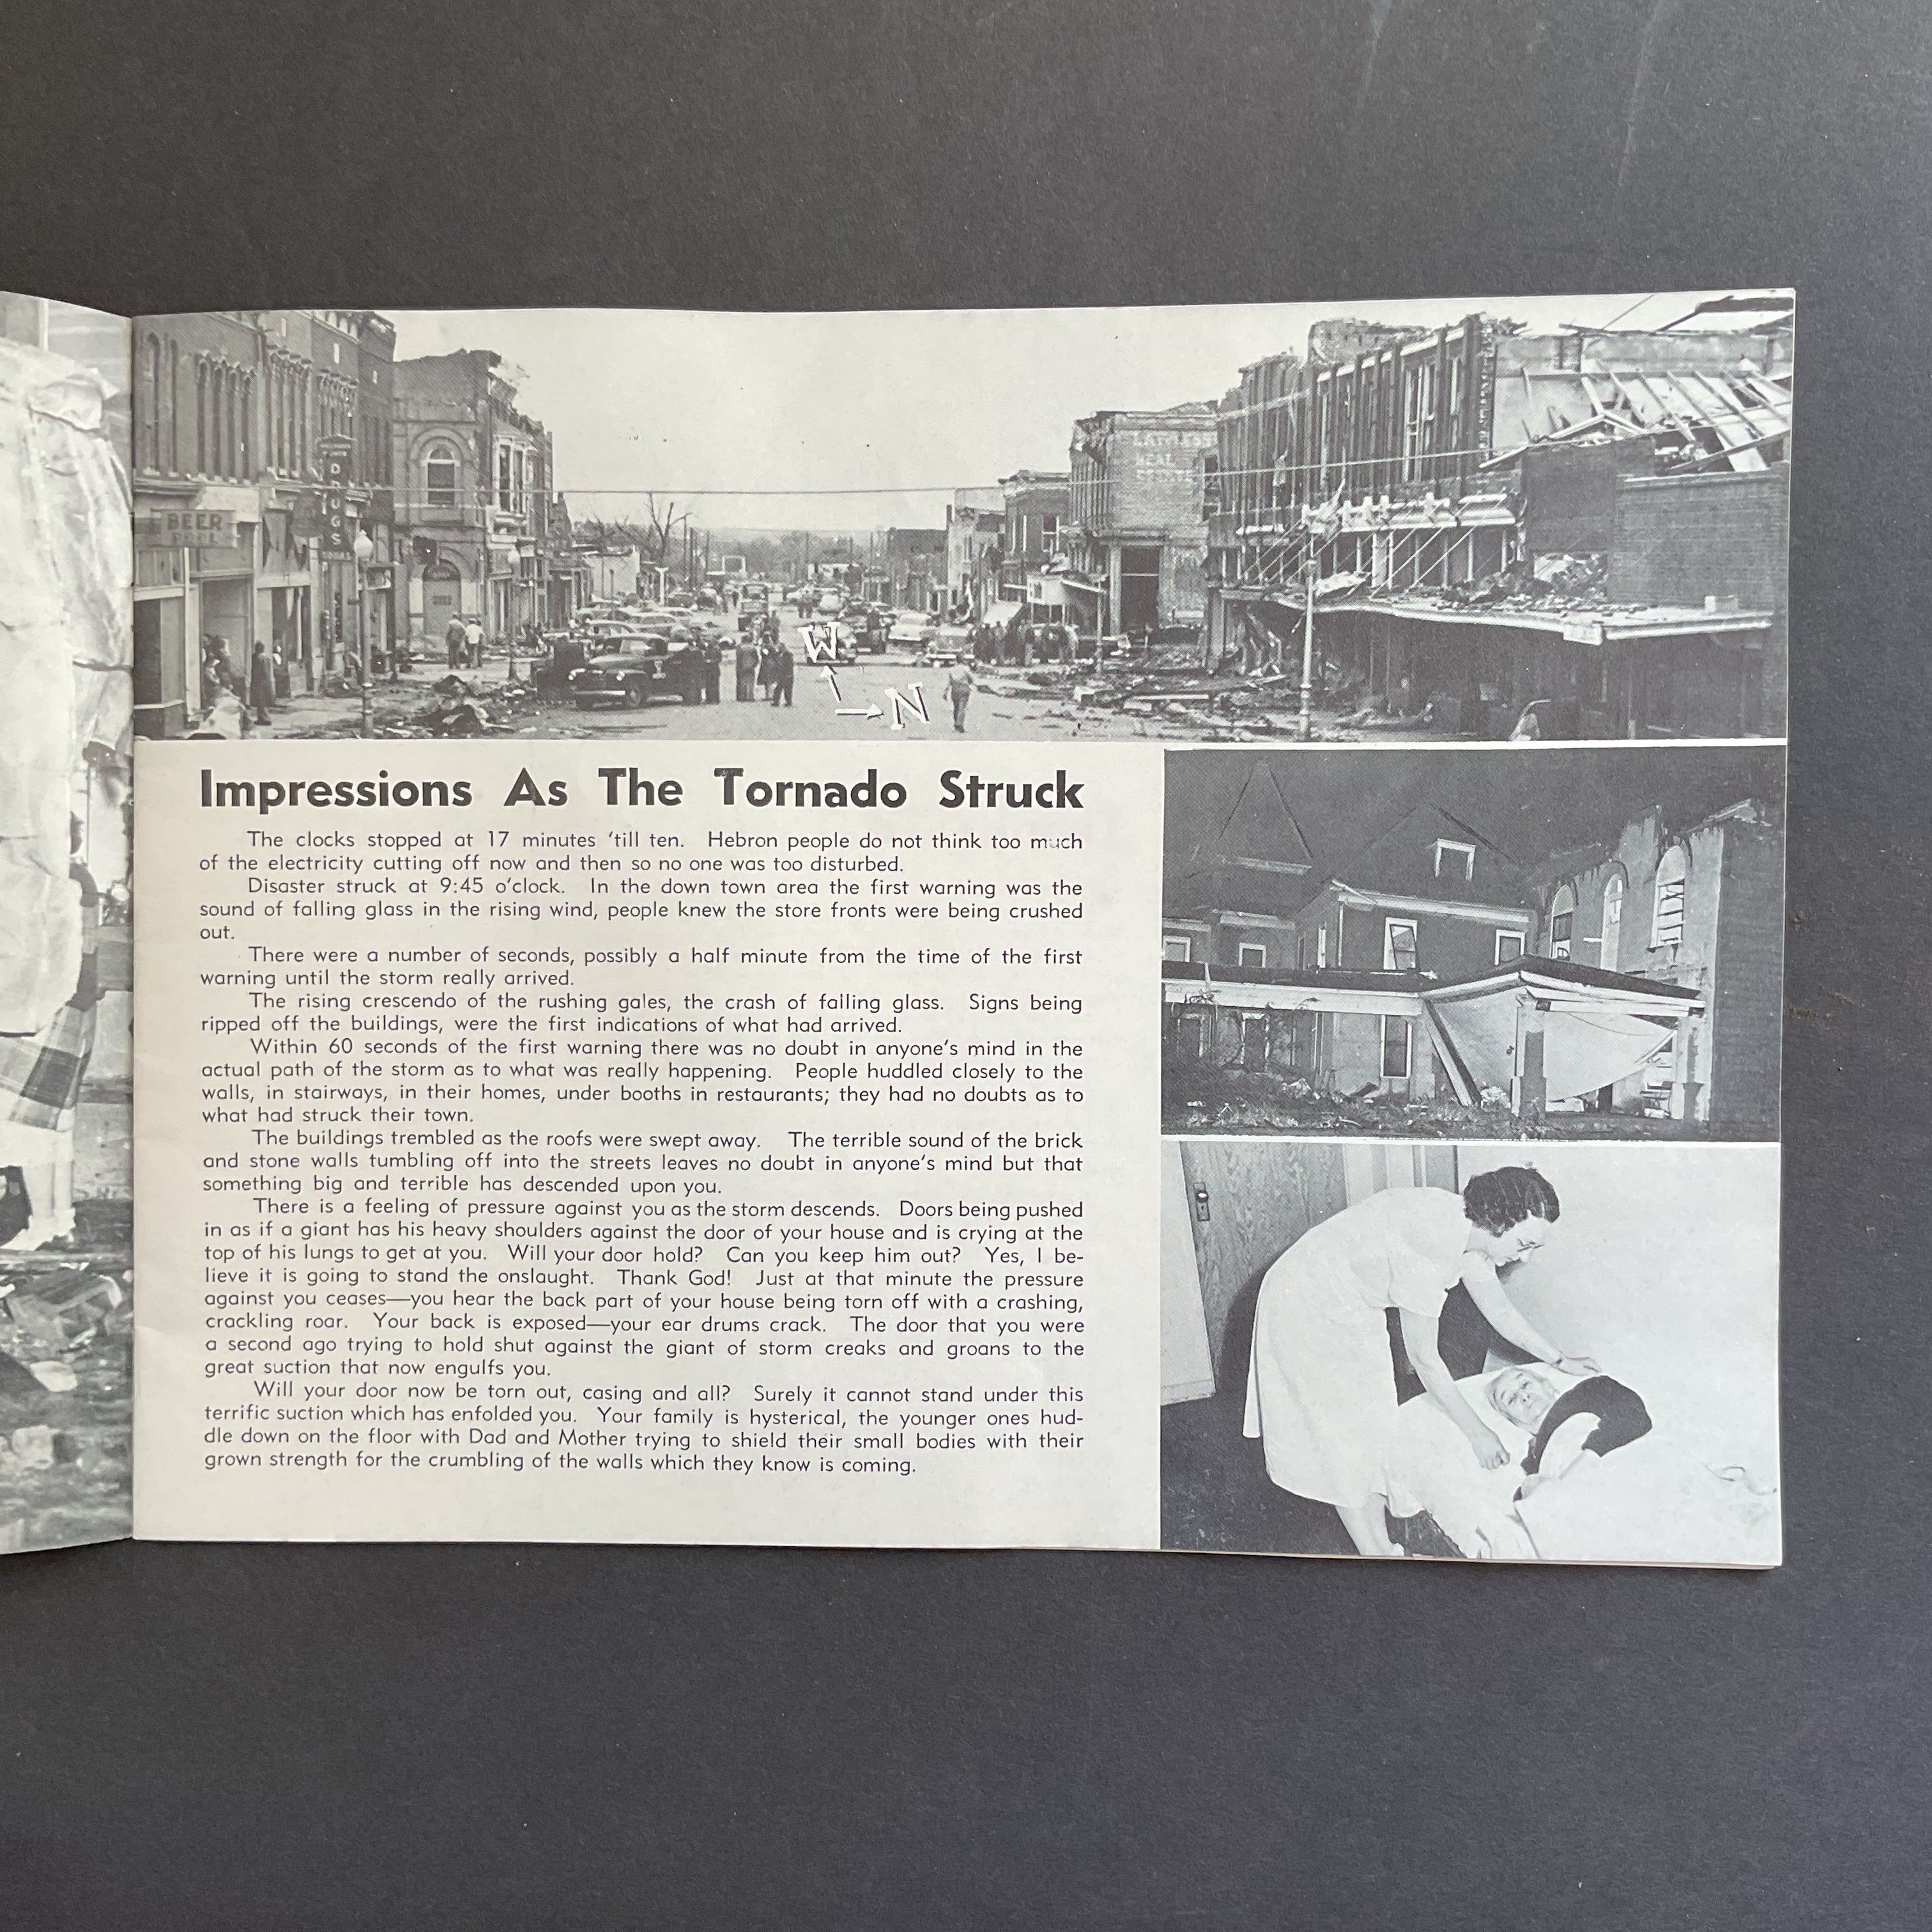 BEER
DRUGS
W
N
Impressions As The Tornado Struck
The clocks stopped at 17 minutes ‘till ten. Hebron people do not think too much
of the electricity cutting off now and then so no one was too disturbed.
Disaster struck at 9:45 o’clock. In the down town area the first warning was the
sound of falling glass in the rising wind, people knew the store fronts were being crushed
out.
There were a number of seconds, possibly a half minute from the time of the first
warning until the storm really arrived.
The rising crescendo of the rushing gales, the crash of falling glass. Signs being
ripped off the buildings, were the first indications of what had arrived.
Within 60 seconds of the first warning there was no doubt in anyone’s mind in the
actual path of the storm as to what was really happening. People huddled closely to the
walls, in stairways, in their homes, under booths in restaurants; they had no doubts as to
what had struck their town.
The buildings trembled as the roofs were swept away. The terrible sound of the brick
and stone walls tumbling off into the streets leaves no doubt in anyone’s mind but that
something big and terrible has descended upon you.
There is a feeling of pressure against you as the storm descends. Doors being pushed
in as if a giant has his heavy shoulders against the door of your house and is crying at the
top of his lungs to get at you. Will your door hold? Can you keep him out? Yes, I be-
lieve it is going to stand the onslaught. Thank God! Just at that minute the pressure
against you ceases—you hear the back part of your house being torn off with a crashing,
crackling roar. Your back is exposed—your ear drums crack. The door that you were
a second ago trying to hold shut against the giant of storm creaks and groans to the
great suction that now engulfs you.
Will your door now be torn out, casing and all? Surely it cannot stand under this
terrific suction which has enfolded you. Your family is hysterical, the younger ones hud-
dle down on the floor with Dad and Mother trying to shield their small bodies with their
grown strength for the crumbling of the walls which they know is coming.